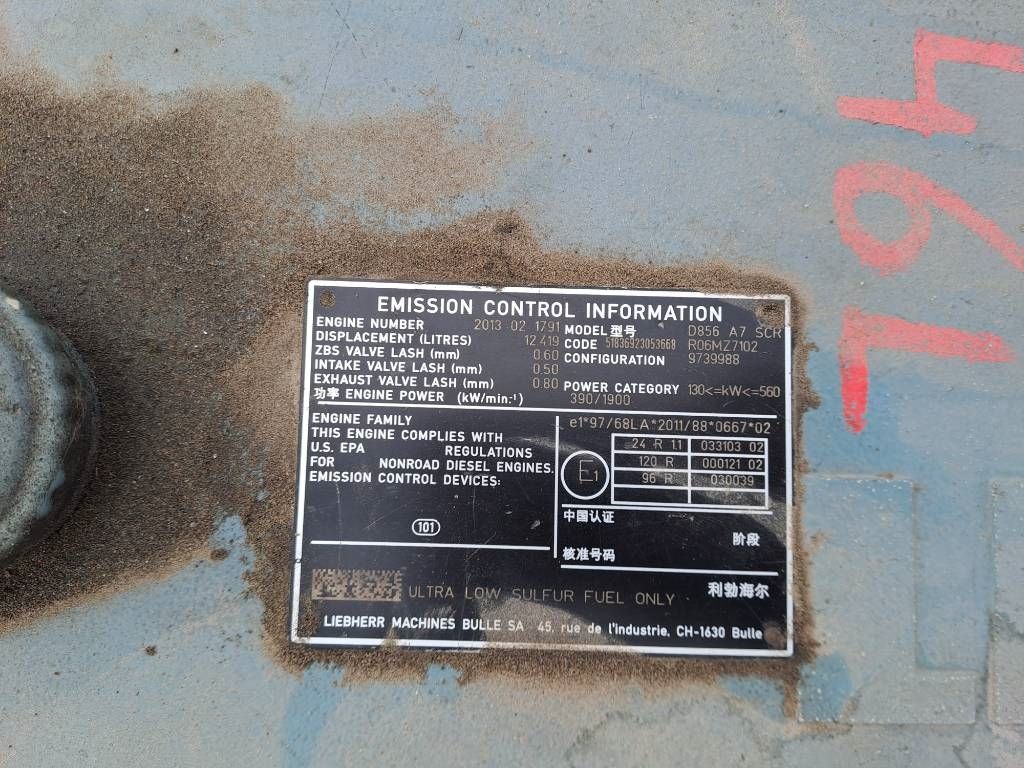 EMISSION CONTROL INFORMATION
ENGINE NUMBER 2013 02 1791
DISPLACEMENT (LITRES) 12.419
ZBS VALVE LASH (mm) 0.60
INTAKE VALVE LASH (mm) 0.50
EXHAUST VALVE LASH (mm) 0.80
功率 ENGINE POWER (kW/min-¹) 390/1900
MODEL 型号 D856 A7 SCR
CODE 51836923053668 R06MZ7102
CONFIGURATION 9739988
POWER CATEGORY 130<=kW<=560
ENGINE FAMILY
THIS ENGINE COMPLIES WITH
U.S. EPA REGULATIONS
FOR NONROAD DIESEL ENGINES.
EMISSION CONTROL DEVICES:
101
e1*97/68LA*2011/88*0667*02
E1
24 R 11 033103 02
120 R 000121 02
96 R 030039
中国认证
阶段
核准号码
ULTRA LOW SULFUR FUEL ONLY 利勃海尔
LIEBHERR MACHINES BULLE SA 45, rue de l'industrie, CH-1630 Bulle
194